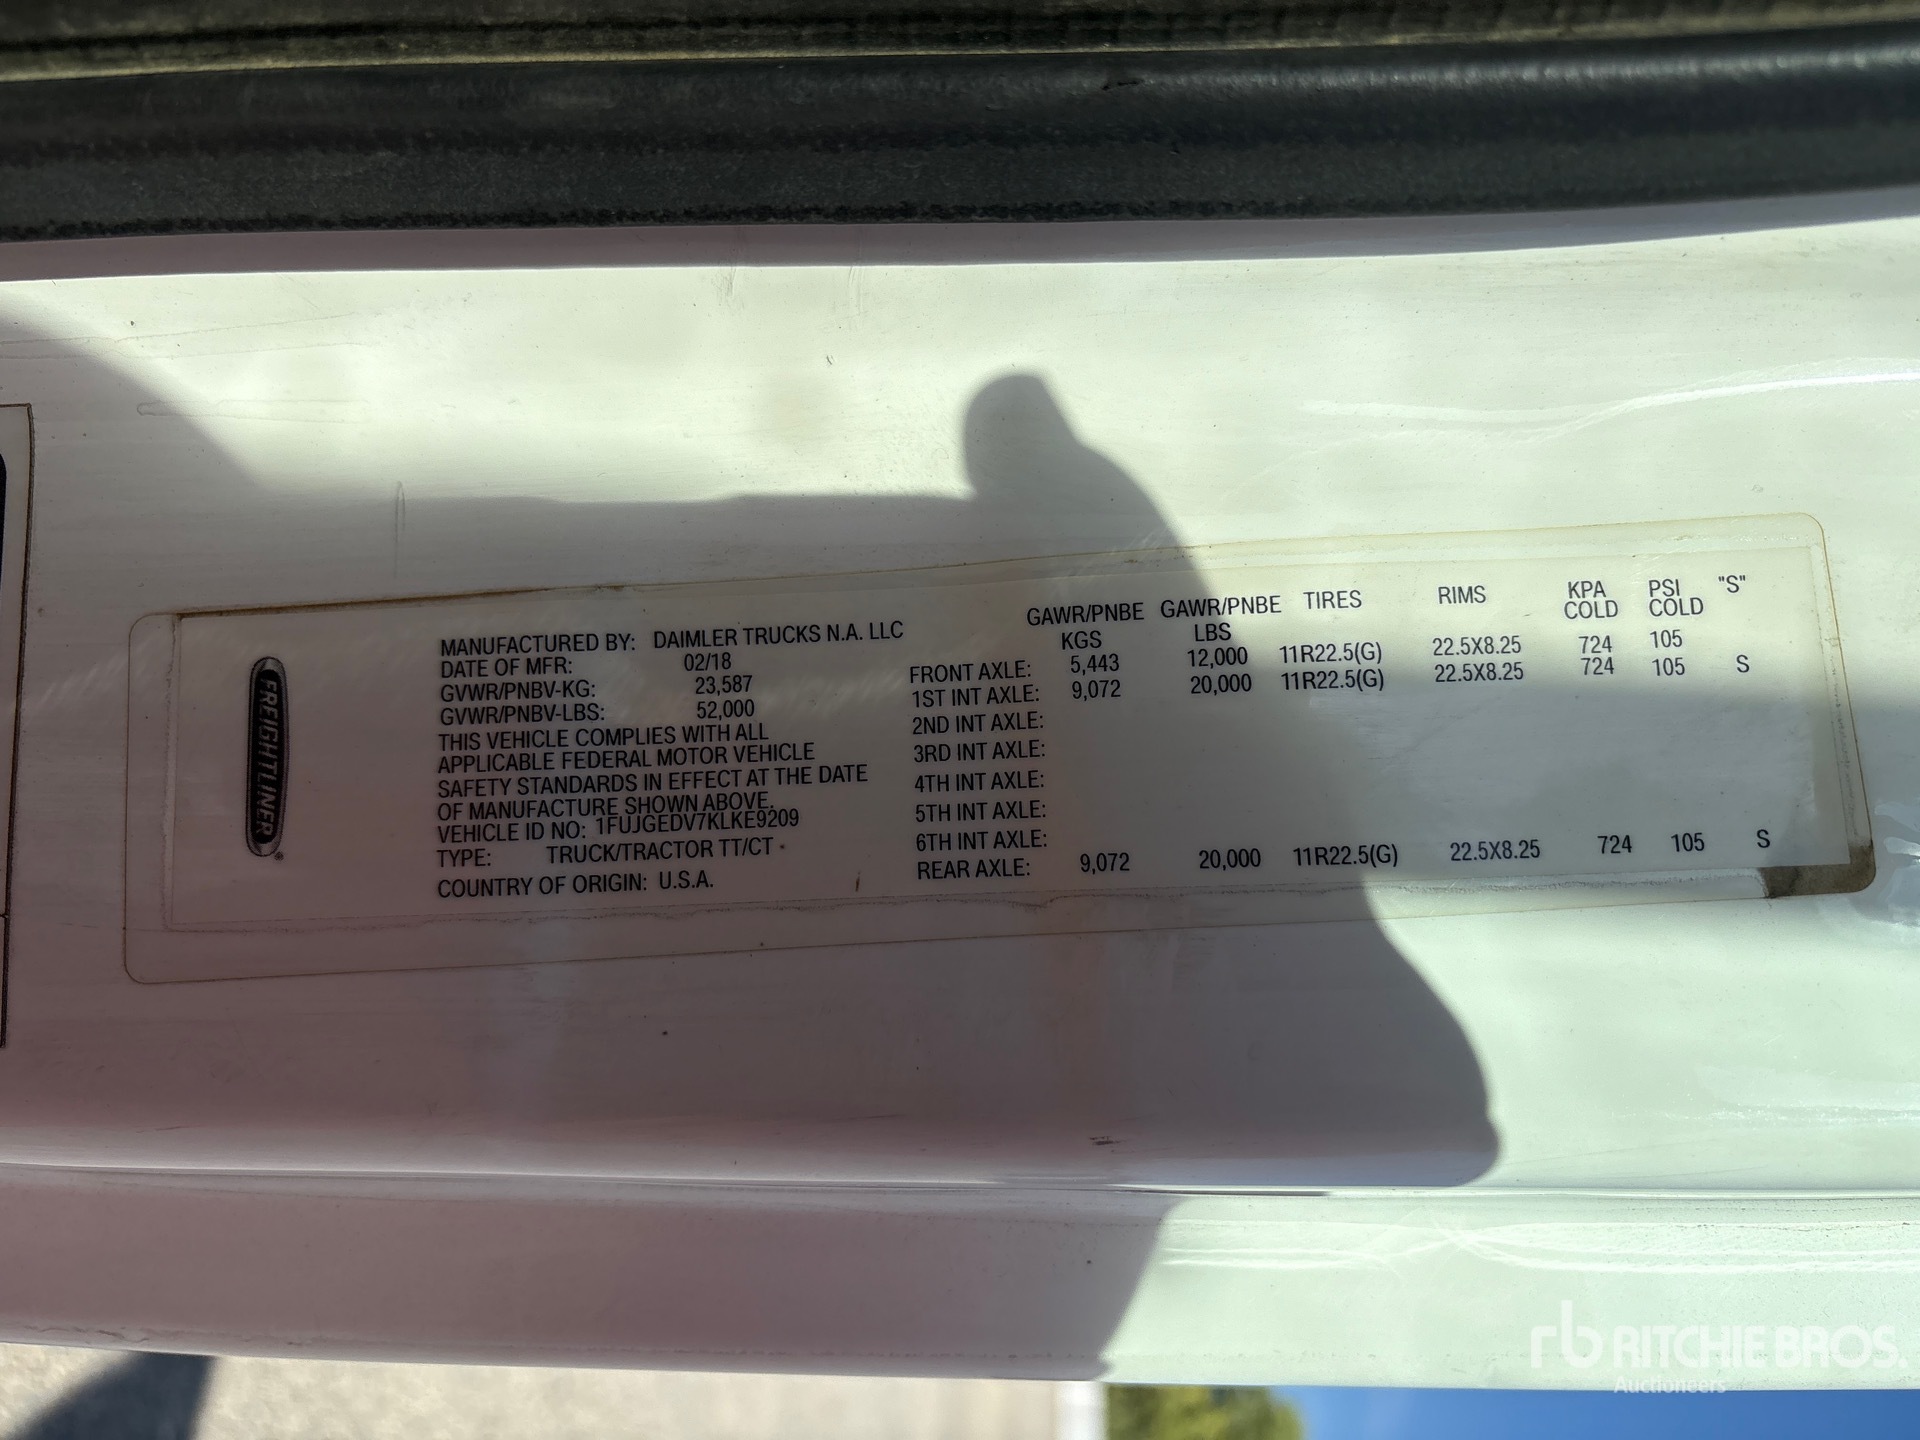 FREIGHTLINER®
MANUFACTURED BY: DAIMLER TRUCKS N.A. LLC
DATE OF MFR: 02/18
GVWR/PNBV-KG: 23,587
GVWR/PNBV-LBS: 52,000
THIS VEHICLE COMPLIES WITH ALL
APPLICABLE FEDERAL MOTOR VEHICLE
SAFETY STANDARDS IN EFFECT AT THE DATE
OF MANUFACTURE SHOWN ABOVE.
VEHICLE ID NO: 1FUJGEDV7KLKE9209
TYPE: TRUCK/TRACTOR TT/CT
COUNTRY OF ORIGIN: U.S.A.
GAWR/PNBE GAWR/PNBE TIRES RIMS KPA PSI "S"
KGS LBS COLD COLD
FRONT AXLE: 5,443 12,000 11R22.5(G) 22.5X8.25 724 105
1ST INT AXLE: 9,072 20,000 11R22.5(G) 22.5X8.25 724 105 S
2ND INT AXLE:
3RD INT AXLE:
4TH INT AXLE:
5TH INT AXLE:
6TH INT AXLE:
REAR AXLE: 9,072 20,000 11R22.5(G) 22.5X8.25 724 105 S
rb RITCHIE BROS.
Auctioneers